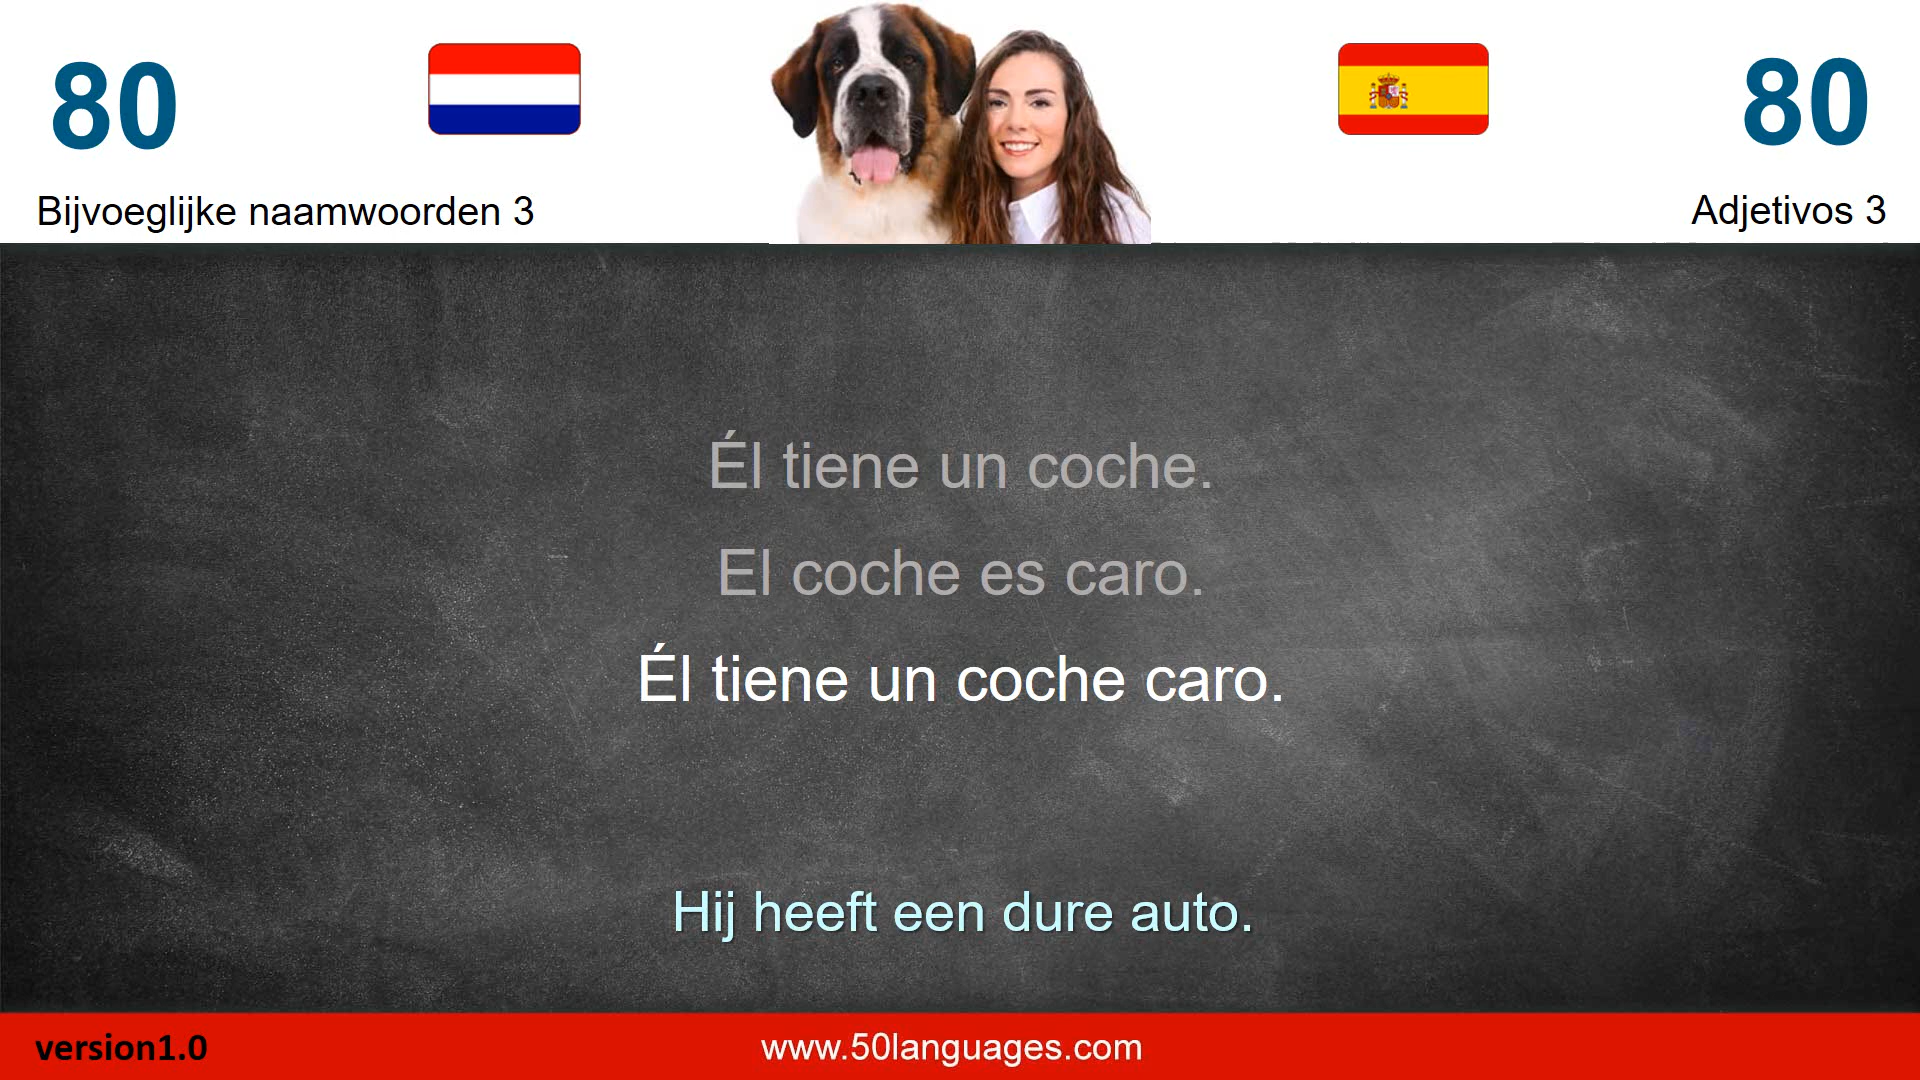 80
80
Bijvoeglijke naamwoorden 3
Adjetivos 3
Él tiene un coche.
El coche es caro.
Él tiene un coche caro.
Hij heeft een dure auto.
version1.0
www.50languages.com